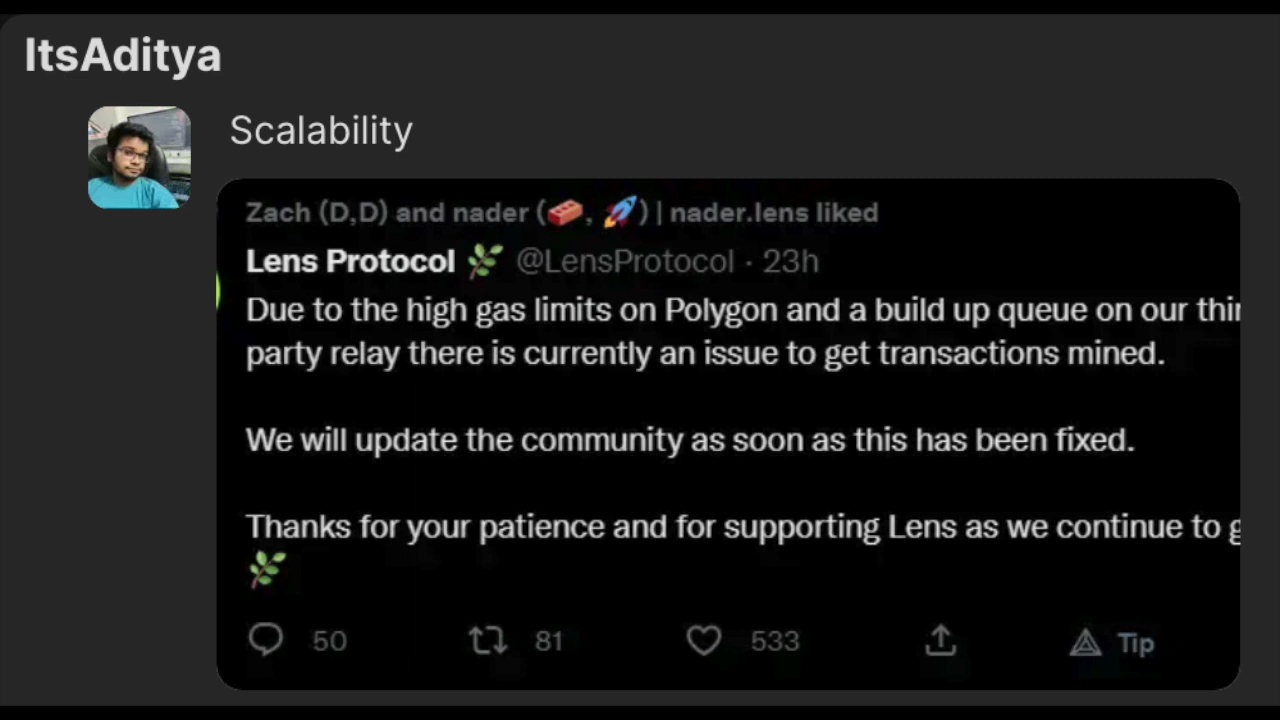 ItsAditya
Scalability
Zach (D,D) and nader (🧱, 🚀) | nader.lens liked
Lens Protocol 🌿 @LensProtocol · 23h
Due to the high gas limits on Polygon and a build up queue on our
party relay there is currently an issue to get transactions mined.
We will update the community as soon as this has been fixed.
Thanks for your patience and for supporting Lens as we continue to
🌿
50 81 533 Tip